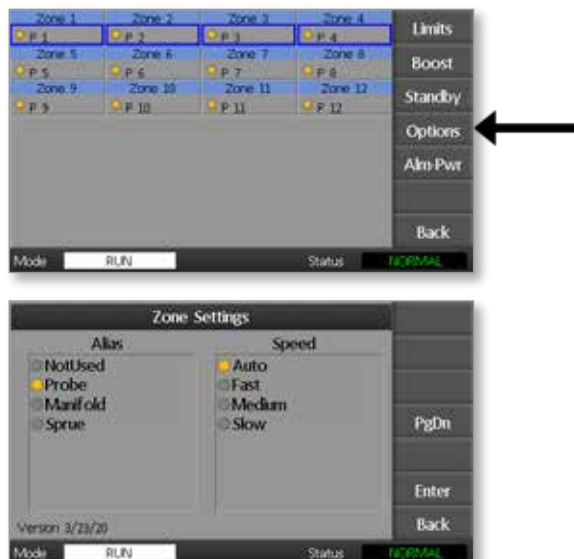 Zone 1 Zone 2 Zone 3 Zone 4 Limits
P 1 P 2 P 3 P 4
Zone 5 Zone 6 Zone 7 Zone 8 Boost
P 5 P 6 P 7 P 8
Zone 9 Zone 10 Zone 11 Zone 12 Standby
P 9 P 10 P 11 P 12
Options
Alm-Pwr
Back
Mode RUN Status NORMAL
Zone Settings
Alias Speed
NotUsed Auto
Probe Fast
Manifold Medium
Sprue Slow
PgDn
Enter
Version 3/23/20 Back
Mode RUN Status NORMAL